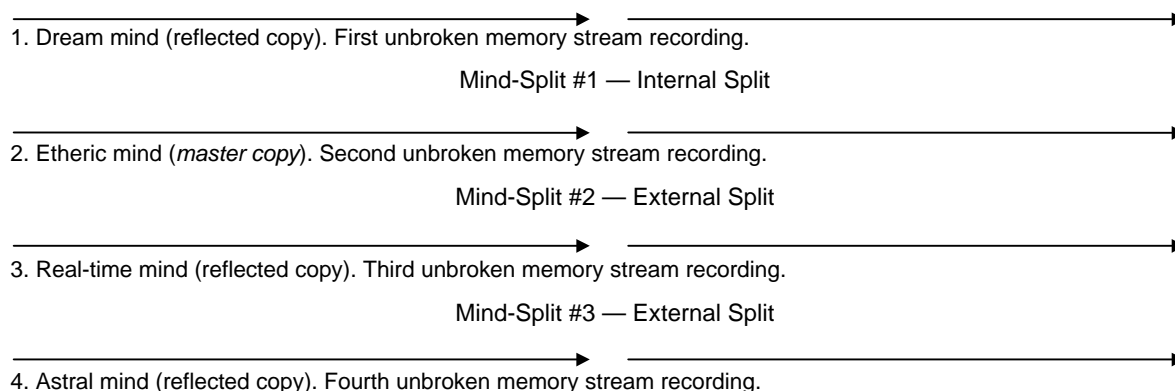 1. Dream mind (reflected copy). First unbroken memory stream recording.
Mind-Split #1 — Internal Split
2. Etheric mind (master copy). Second unbroken memory stream recording.
Mind-Split #2 — External Split
3. Real-time mind (reflected copy). Third unbroken memory stream recording.
Mind-Split #3 — External Split
4. Astral mind (reflected copy). Fourth unbroken memory stream recording.